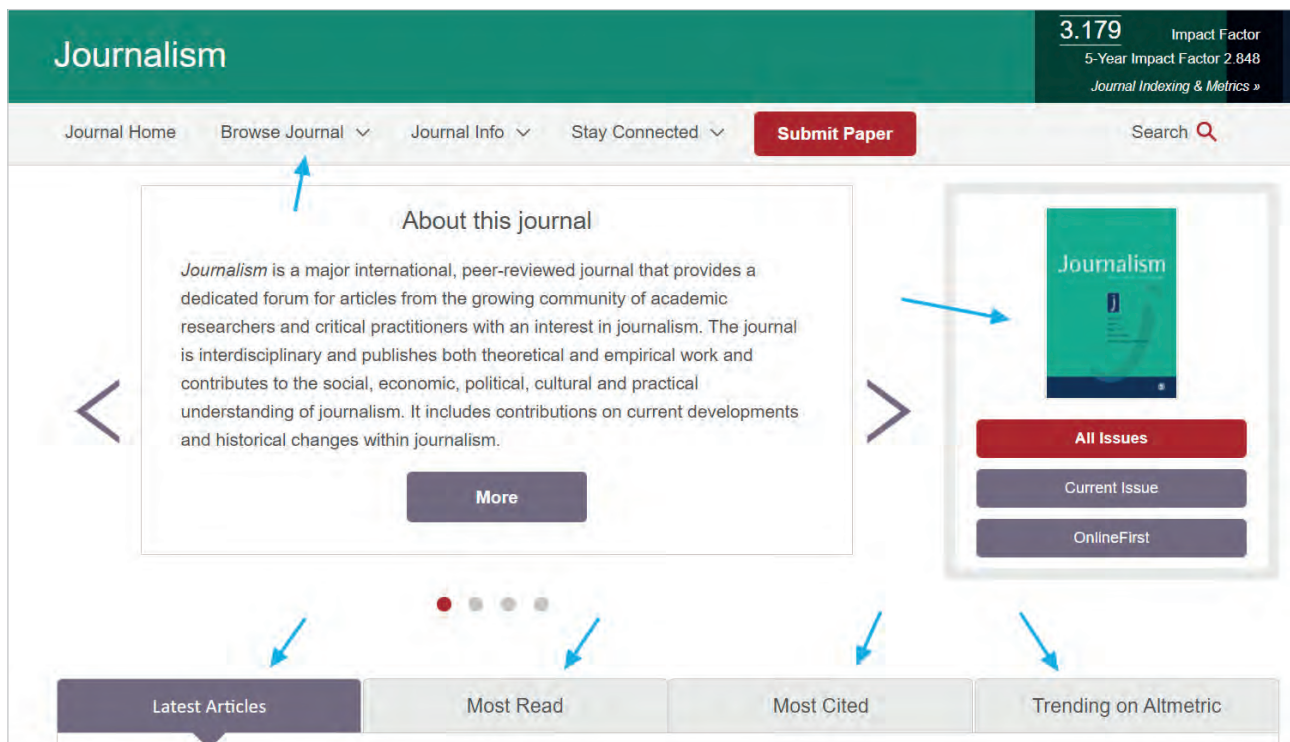 Journalism
3.179 Impact Factor
5-Year Impact Factor 2.848
Journal Indexing & Metrics »
Journal Home Browse Journal Journal Info Stay Connected Submit Paper Search
About this journal
Journalism is a major international, peer-reviewed journal that provides a
dedicated forum for articles from the growing community of academic
researchers and critical practitioners with an interest in journalism. The journal
is interdisciplinary and publishes both theoretical and empirical work and
contributes to the social, economic, political, cultural and practical
understanding of journalism. It includes contributions on current developments
and historical changes within journalism.
More
Journalism
j
All Issues
Current Issue
OnlineFirst
Latest Articles Most Read Most Cited Trending on Altmetric